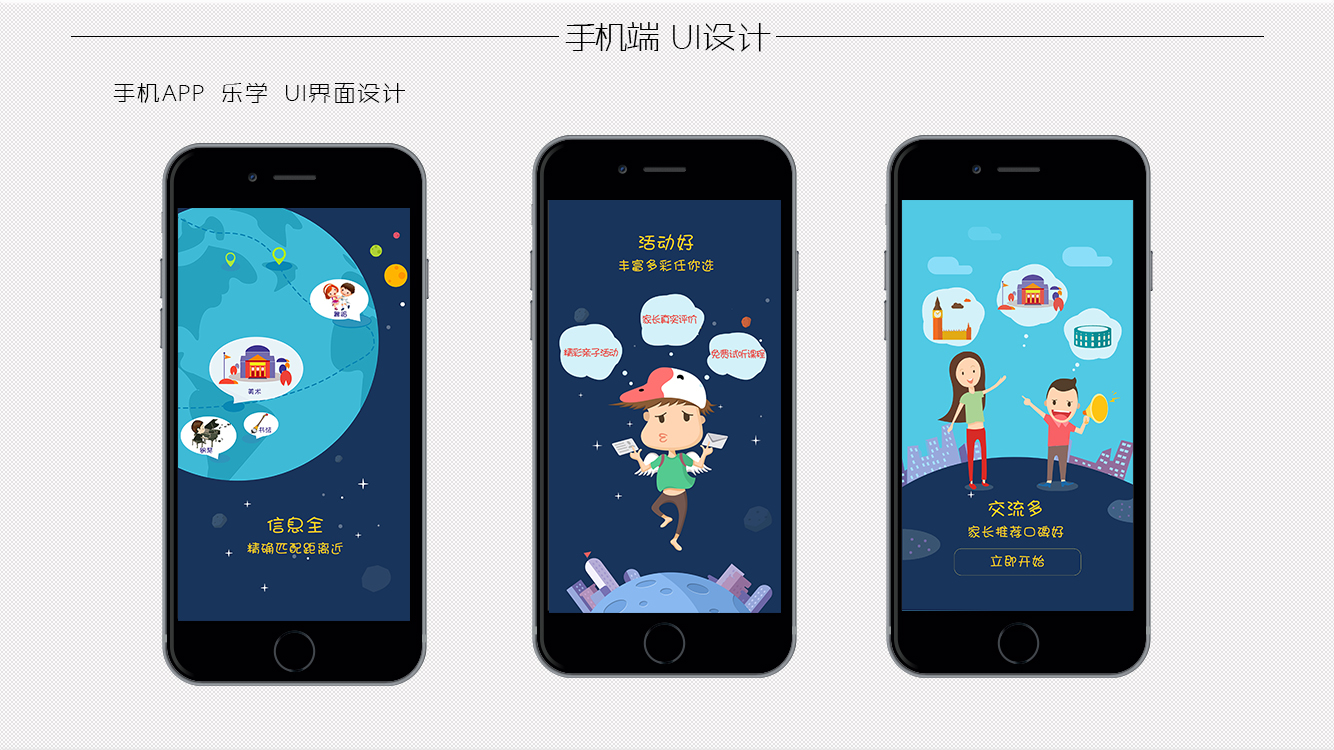 手机端 UI设计
手机APP 乐学 UI界面设计
邂逅
美术
钢琴
信息全
精确匹配距离近
活动好
丰富多彩任你选
家长真实评价
精彩亲子活动
免费试听课程
交流多
家长推荐口碑好
立即开始